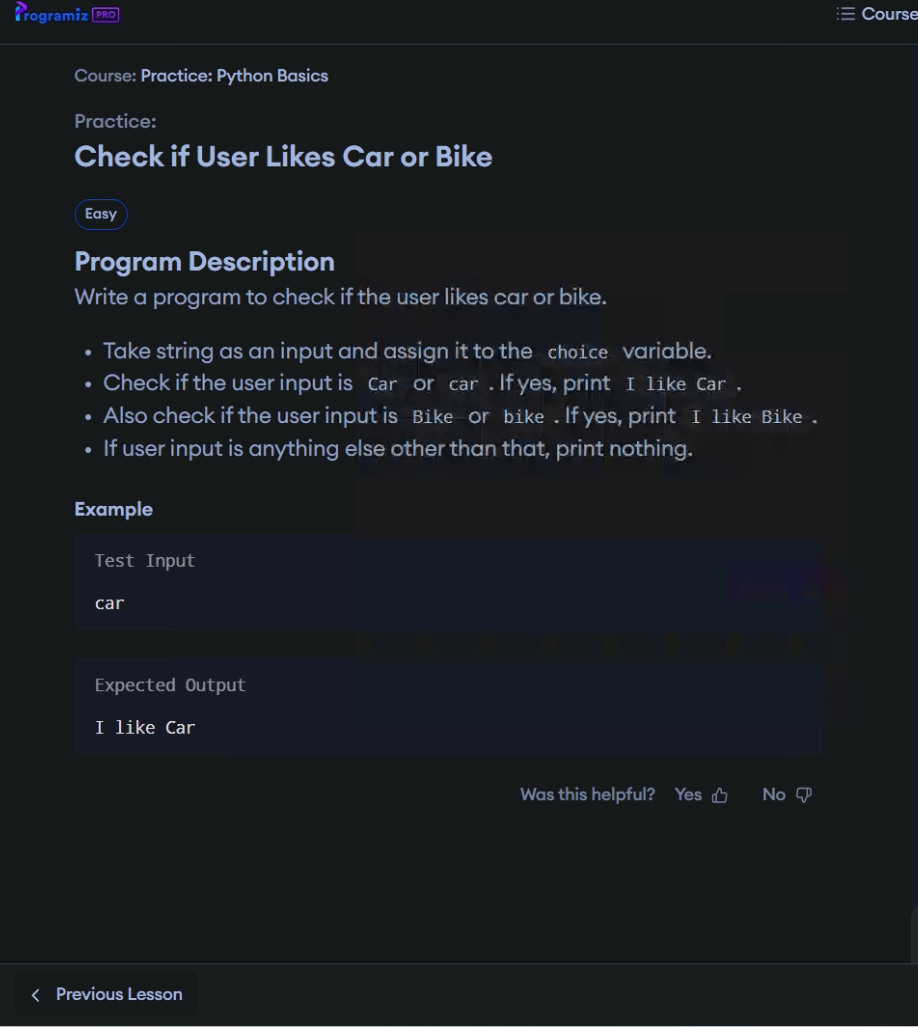 Programiz PRO
Course
Course: Practice: Python Basics
Practice:
Check if User Likes Car or Bike
Easy
Program Description
Write a program to check if the user likes car or bike.
• Take string as an input and assign it to the choice variable.
• Check if the user input is Car or car . If yes, print I like Car .
• Also check if the user input is Bike or bike . If yes, print I like Bike .
• If user input is anything else other than that, print nothing.
Example
Test Input
car
Expected Output
I like Car
Was this helpful? Yes No
Previous Lesson